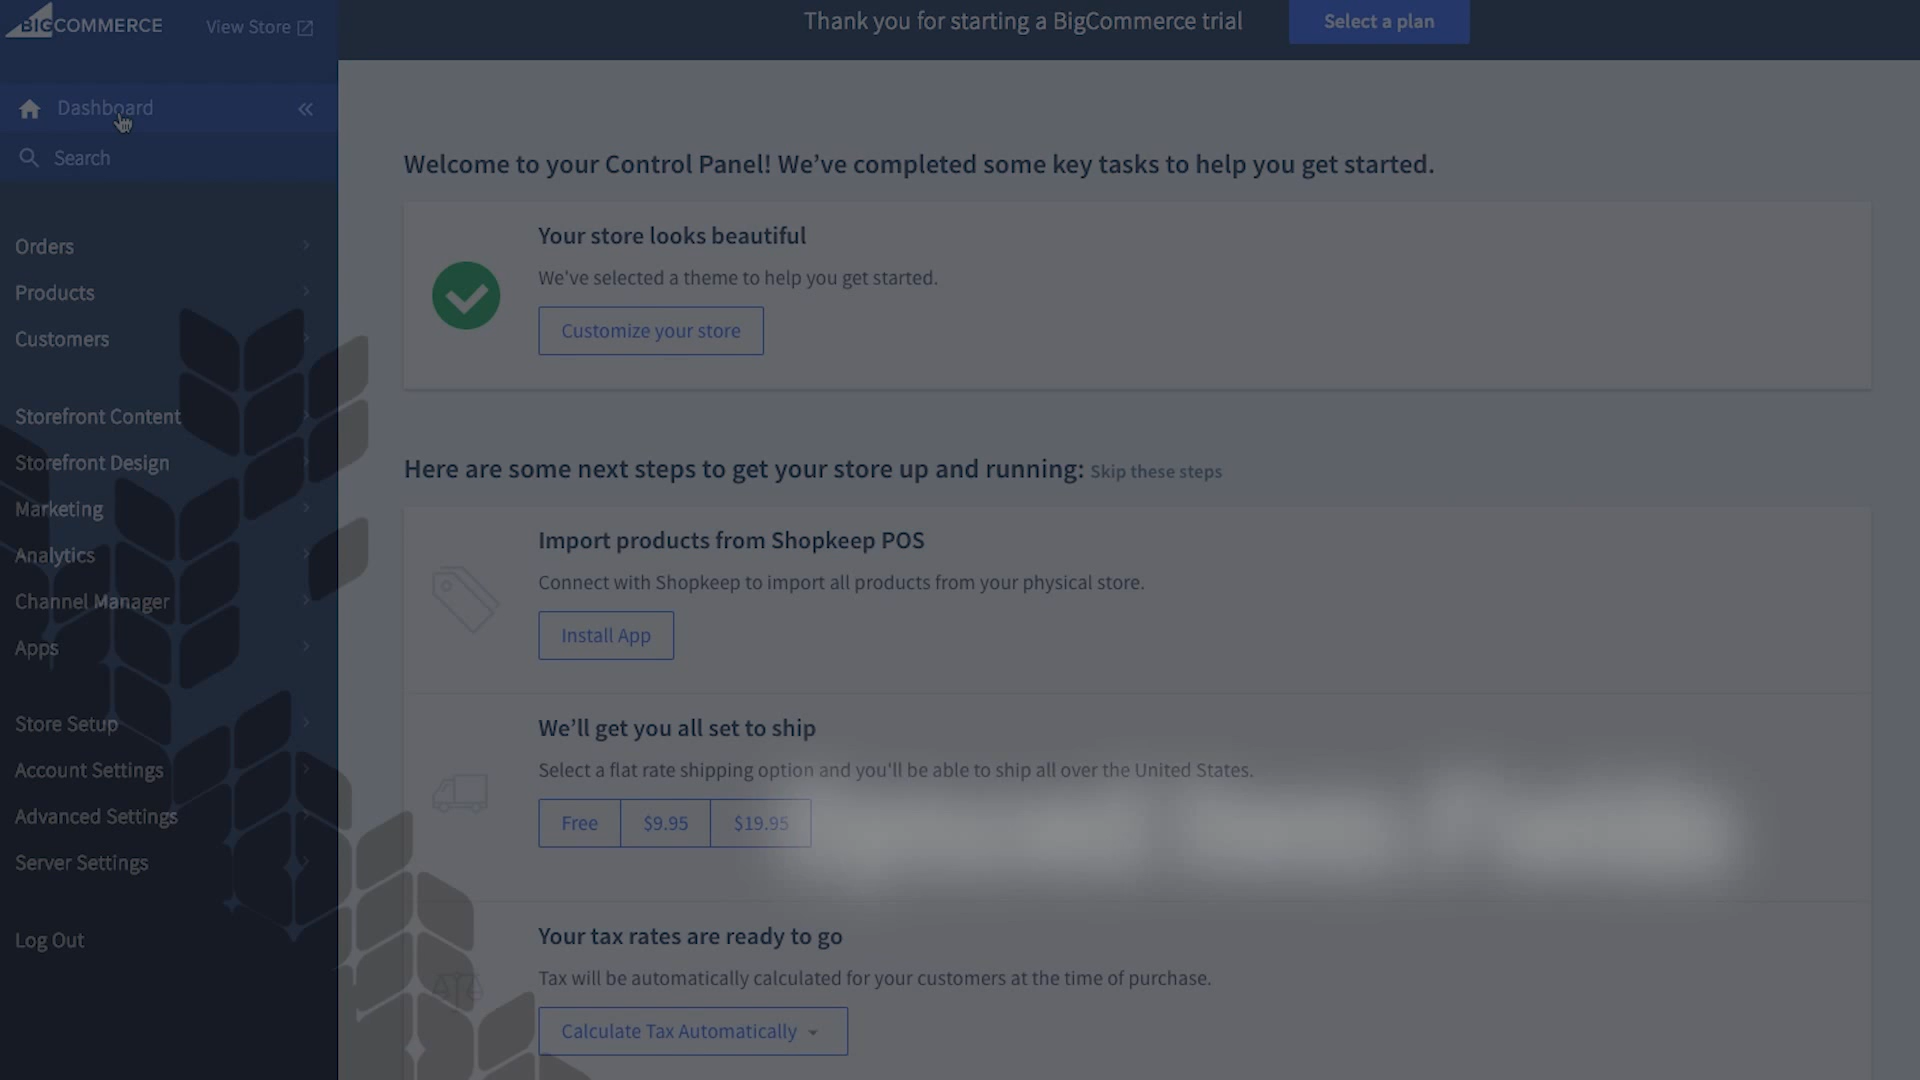 BIGCOMMERCE
View Store
Thank you for starting a BigCommerce trial
Select a plan
Dashboard
Search
Orders
Products
Customers
Storefront Content
Storefront Design
Marketing
Analytics
Channel Manager
Apps
Store Setup
Account Settings
Advanced Settings
Server Settings
Log Out
Welcome to your Control Panel! We’ve completed some key tasks to help you get started.
Your store looks beautiful
We've selected a theme to help you get started.
Customize your store
Here are some next steps to get your store up and running: Skip these steps
Import products from Shopkeep POS
Connect with Shopkeep to import all products from your physical store.
Install App
We’ll get you all set to ship
Select a flat rate shipping option and you'll be able to ship all over the United States.
Free $9.95 $19.95
Your tax rates are ready to go
Tax will be automatically calculated for your customers at the time of purchase.
Calculate Tax Automatically